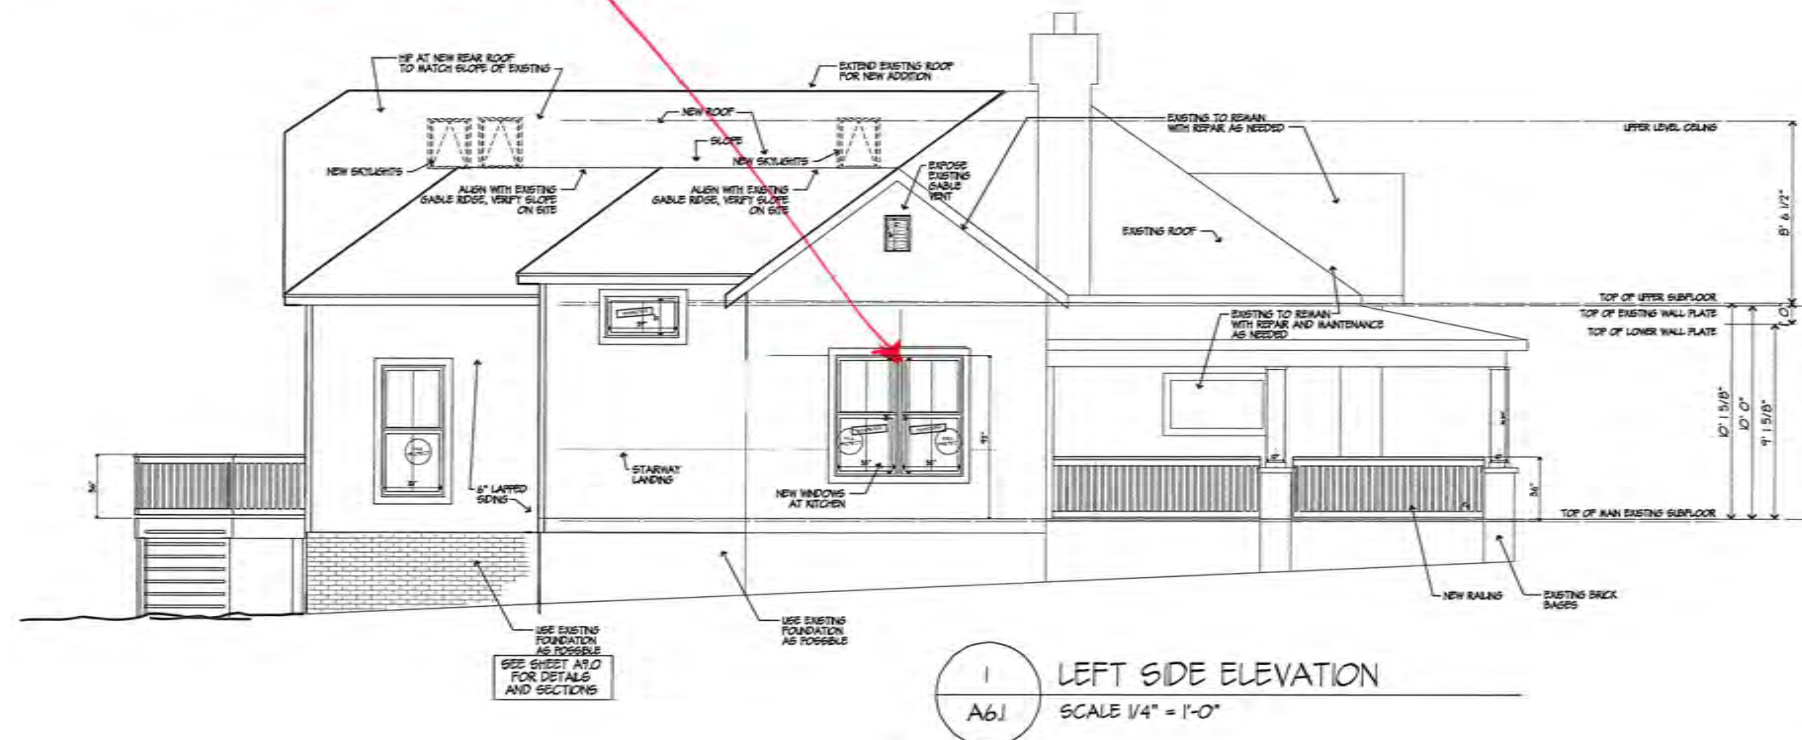 HIP AT NEW REAR ROOF
TO MATCH SLOPE OF EXISTING
EXTEND EXISTING ROOF
FOR NEW ADDITION
NEW ROOF
SLOPE
NEW SKYLIGHTS
NEW SKYLIGHTS
ALIGN WITH EXISTING
GABLE RIDGE, VERIFY SLOPE
ON SITE
ALIGN WITH EXISTING
GABLE RIDGE, VERIFY SLOPE
ON SITE
EXPOSE
EXISTING
GABLE
VENT
EXISTING TO REMAIN
WITH REPAIR AS NEEDED
UPPER LEVEL CEILING
EXISTING ROOF
8' 6 1/2"
TOP OF UPPER SUBFLOOR
TOP OF EXISTING WALL PLATE
TOP OF LOWER WALL PLATE
1' 0"
EXISTING TO REMAIN
WITH REPAIR AND MAINTENANCE
AS NEEDED
10' 1 5/8"
10' 0"
9' 1 5/8"
6" LAPPED
SIDING
STAIRWAY
LANDING
NEW WINDOWS
AT KITCHEN
36"
36"
TOP OF MAIN EXISTING SUBFLOOR
NEW RAILING
EXISTING BRICK
BASES
USE EXISTING
FOUNDATION
AS POSSIBLE
SEE SHEET A9.0
FOR DETAILS
AND SECTIONS
USE EXISTING
FOUNDATION
AS POSSIBLE
1
A6.1
LEFT SIDE ELEVATION
SCALE 1/4" = 1'-0"